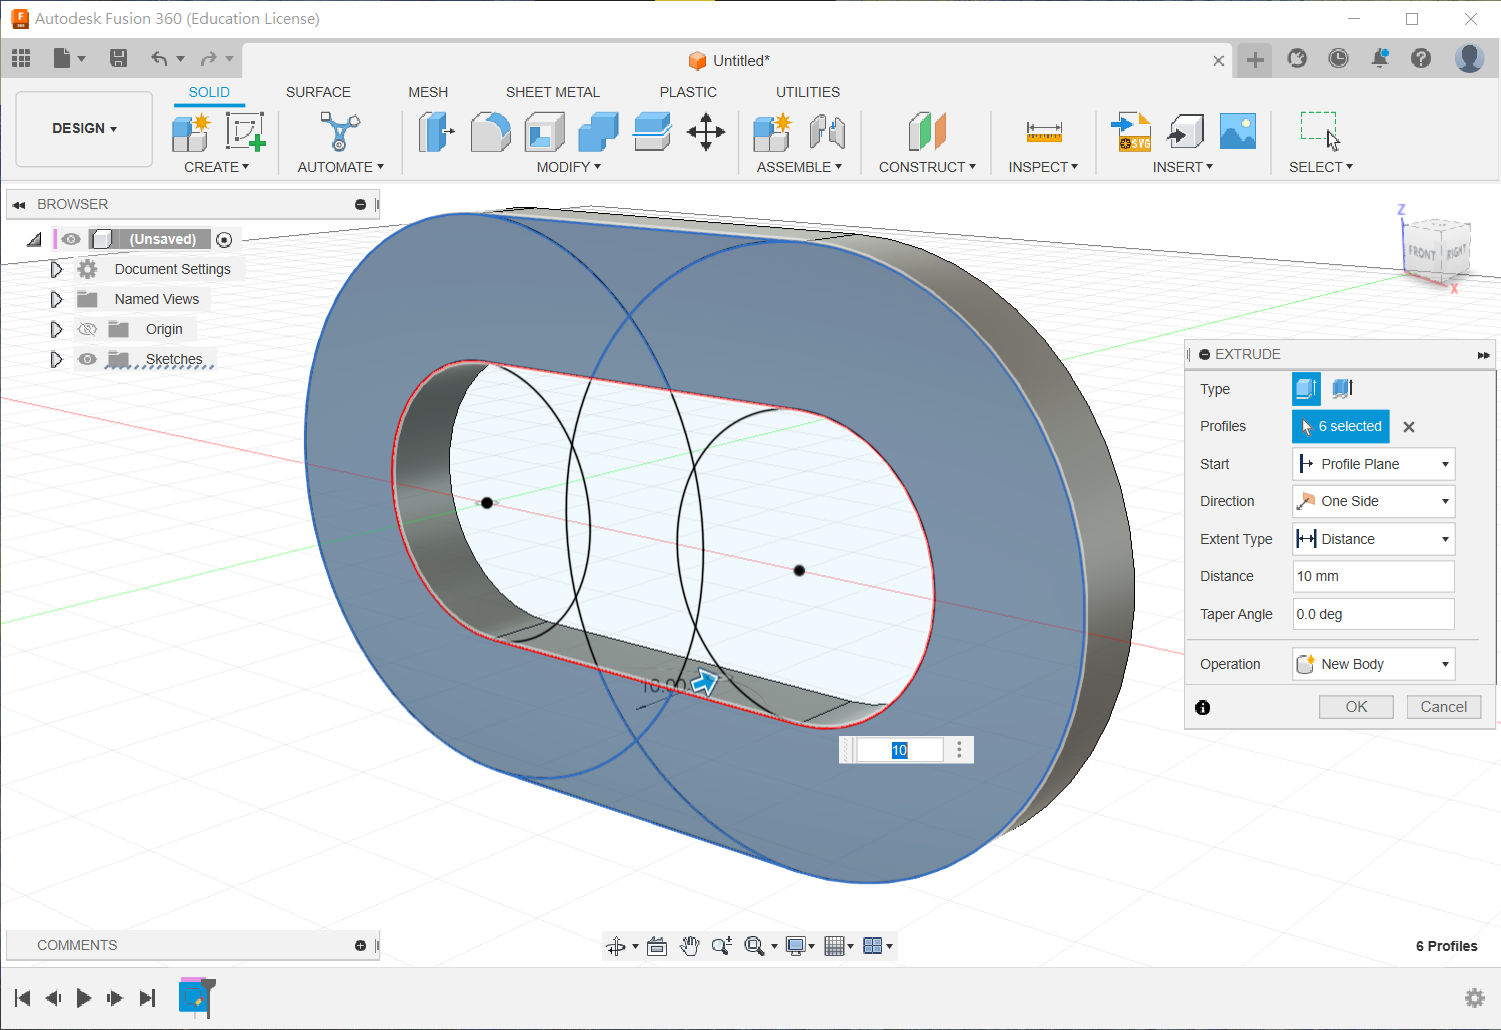 Autodesk Fusion 360 (Education License)
Untitled*
SOLID SURFACE MESH SHEET METAL PLASTIC UTILITIES
DESIGN
SVG
CREATE AUTOMATE MODIFY ASSEMBLE CONSTRUCT INSPECT INSERT SELECT
BROWSER
(Unsaved)
Document Settings
Named Views
Origin
Sketches
Z
FRONT RIGHT
X
EXTRUDE
Type
Profiles 6 selected
Start Profile Plane
Direction One Side
Extent Type Distance
Distance 10 mm
Taper Angle 0.0 deg
Operation New Body
OK Cancel
10
COMMENTS
6 Profiles